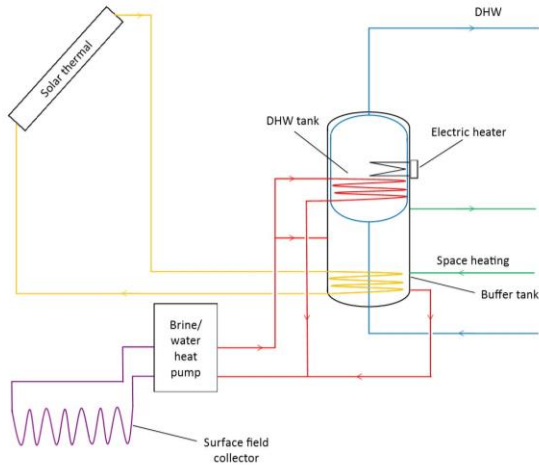 DHW
Solar thermal
DHW tank
Electric heater
Space heating
Buffer tank
Brine/
water
heat
pump
Surface field
collector